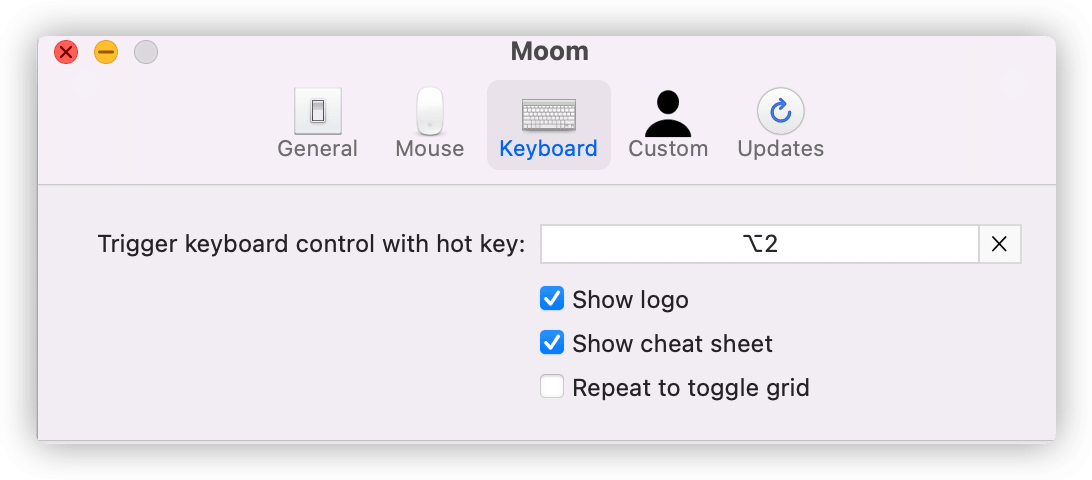 Moom
General Mouse Keyboard Custom Updates
Trigger keyboard control with hot key: ⌥2 ×
Show logo
Show cheat sheet
Repeat to toggle grid